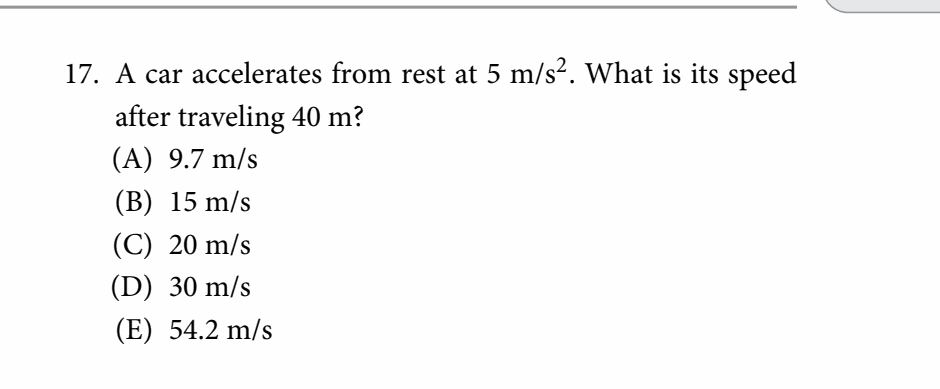 17. A car accelerates from rest at 5 m/s². What is its speed
after traveling 40 m?
(A) 9.7 m/s
(B) 15 m/s
(C) 20 m/s
(D) 30 m/s
(E) 54.2 m/s